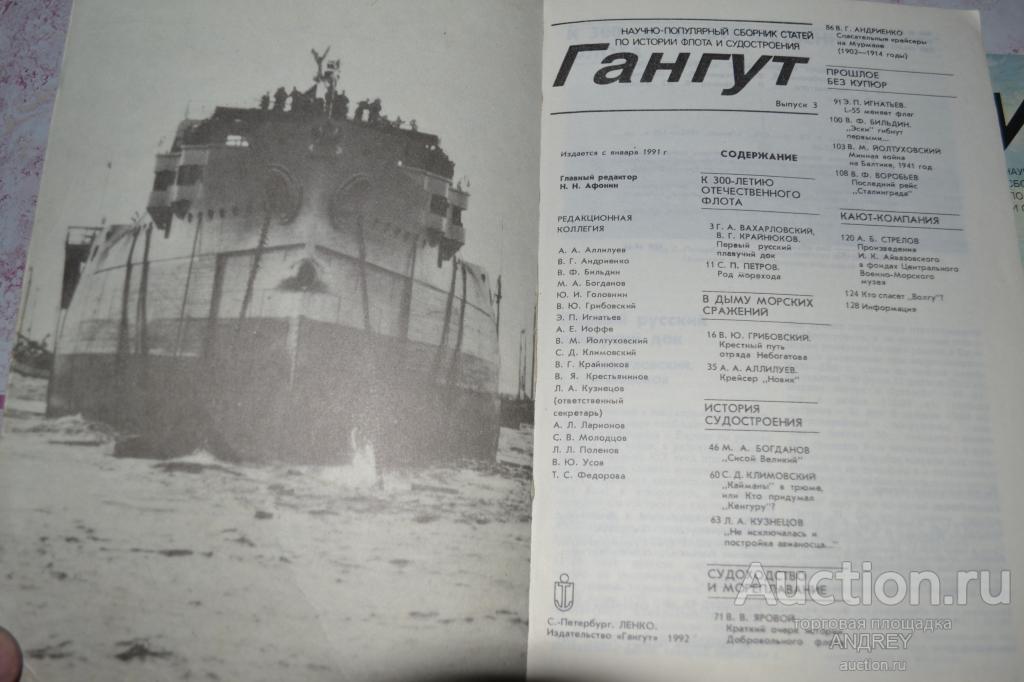 НАУЧНО-ПОПУЛЯРНЫЙ СБОРНИК СТАТЕЙ
ПО ИСТОРИИ ФЛОТА И СУДОСТРОЕНИЯ
Гангут
Выпуск 3
Издается с января 1991 г.
Главный редактор
Н. Н. Афонин
РЕДАКЦИОННАЯ
КОЛЛЕГИЯ
А. А. Аллилуев
В. Г. Андриенко
В. Ф. Бильдин
М. А. Богданов
Ю. И. Головнин
В. Ю. Грибовский
Э. П. Игнатьев
А. Е. Иоффе
В. М. Йолтуховский
С. Д. Климовский
В. Г. Крайнюков
В. Я. Крестьянинов
Л. А. Кузнецов
(ответственный
секретарь)
А. Л. Ларионов
С. В. Молодцов
Л. Л. Поленов
В. Ю. Усов
Т. С. Федорова
С.-Петербург. ЛЕНКО.
Издательство «Гангут» 1992
СОДЕРЖАНИЕ
К 300-ЛЕТИЮ
ОТЕЧЕСТВЕННОГО
ФЛОТА
3 Г. А. ВАХАРЛОВСКИЙ,
В. Г. КРАЙНЮКОВ.
Первый русский
плавучий док
11 С. П. ПЕТРОВ.
Род морехода
В ДЫМУ МОРСКИХ
СРАЖЕНИЙ
16 В. Ю. ГРИБОВСКИЙ.
Крестный путь
отряда Небогатова
35 А. А. АЛЛИЛУЕВ.
Крейсер „Новик"
ИСТОРИЯ
СУДОСТРОЕНИЯ
46 М. А. БОГДАНОВ
„Сисой Великий"
60 С. Д. КЛИМОВСКИЙ
„Кайманы" в трюме,
или Кто придумал
„Кенгуру"?
63 Л. А. КУЗНЕЦОВ
„Не исключалась и
постройка авианосца..."
СУДОХОДСТВО
И МОРЕПЛАВАНИЕ
71 В. В. ЯРОВОЙ
Краткий очерк истории
Добровольного флота
86 В. Г. АНДРИЕНКО
Спасательные крейсеры
на Мурмане
(1902—1914 годы)
ПРОШЛОЕ
БЕЗ КУПЮР
91 Э. П. ИГНАТЬЕВ.
L-55 меняет флаг
100 В. Ф. БИЛЬДИН.
„Эски" гибнут
первыми...
103 В. М. ЙОЛТУХОВСКИЙ
Минная война
на Балтике, 1941 год
108 В. Ф. ВОРОБЬЕВ
Последний рейс
„Сталинграда"
КАЮТ-КОМПАНИЯ
120 А. Б. СТРЕЛОВ
Произведения
И. К. Айвазовского
в фондах Центрального
Военно-Морского
музея
124 Кто спасет „Волгу"?
128 Информация
Auction.ru
торговая площадка
ANDREY
auction.ru